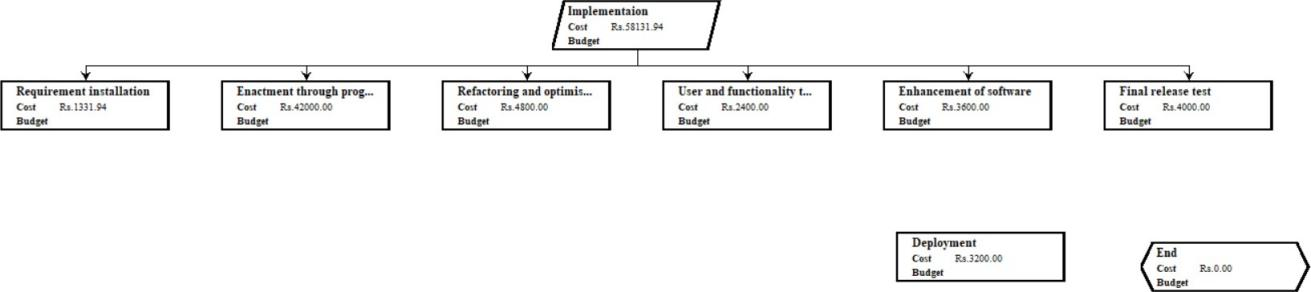 Implementaion
Cost Rs.58131.94
Budget
Requirement installation
Cost Rs.1331.94
Budget
Enactment through prog...
Cost Rs.42000.00
Budget
Refactoring and optimis...
Cost Rs.4800.00
Budget
User and functionality t...
Cost Rs.2400.00
Budget
Enhancement of software
Cost Rs.3600.00
Budget
Final release test
Cost Rs.4000.00
Budget
Deployment
Cost Rs.3200.00
Budget
End
Cost Rs.0.00
Budget